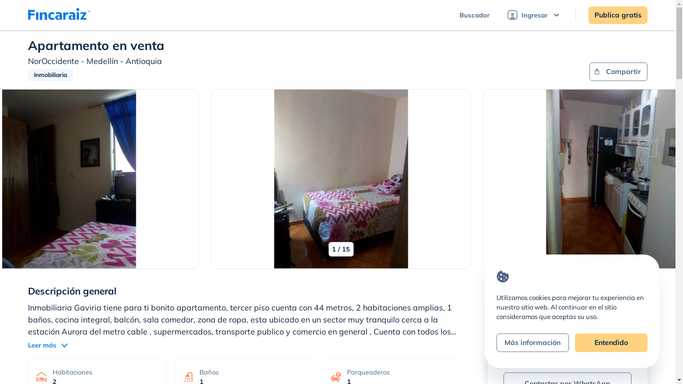 Fincaraiz
Buscador
Ingresar
Publica gratis
Apartamento en venta
NorOccidente - Medellín - Antioquia
Inmobiliaria
Compartir
1 / 15
Descripción general
Inmobiliaria Gaviria tiene para ti bonito apartamento, tercer piso cuenta con 44 metros, 2 habitaciones amplias, 1
baños, cocina integral, balcón, sala comedor, zona de ropa, esta ubicado en un sector muy tranquilo cerca a la
estación Aurora del metro cable , supermercados, transporte publico y comercio en general , Cuenta con todos los...
Leer más
Habitaciones
2
Baños
1
Parqueaderos
1
Utilizamos cookies para mejorar tu experiencia en
nuestro sitio web. Al continuar en el sitio
consideramos que aceptas su uso.
Más información
Entendido
Contactar por WhatsApp